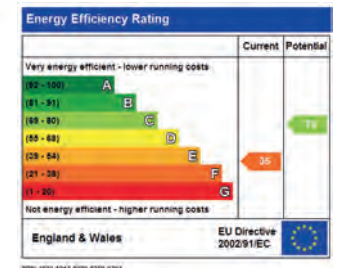 Energy Efficiency Rating
Current Potential
Very energy efficient - lower running costs
(92 - 100) A
(81 - 91) B
(69 - 80) C
(55 - 68) D
(39 - 54) E
(21 - 38) F
(1 - 20) G
Not energy efficient - higher running costs
England & Wales
EU Directive
2002/91/EC